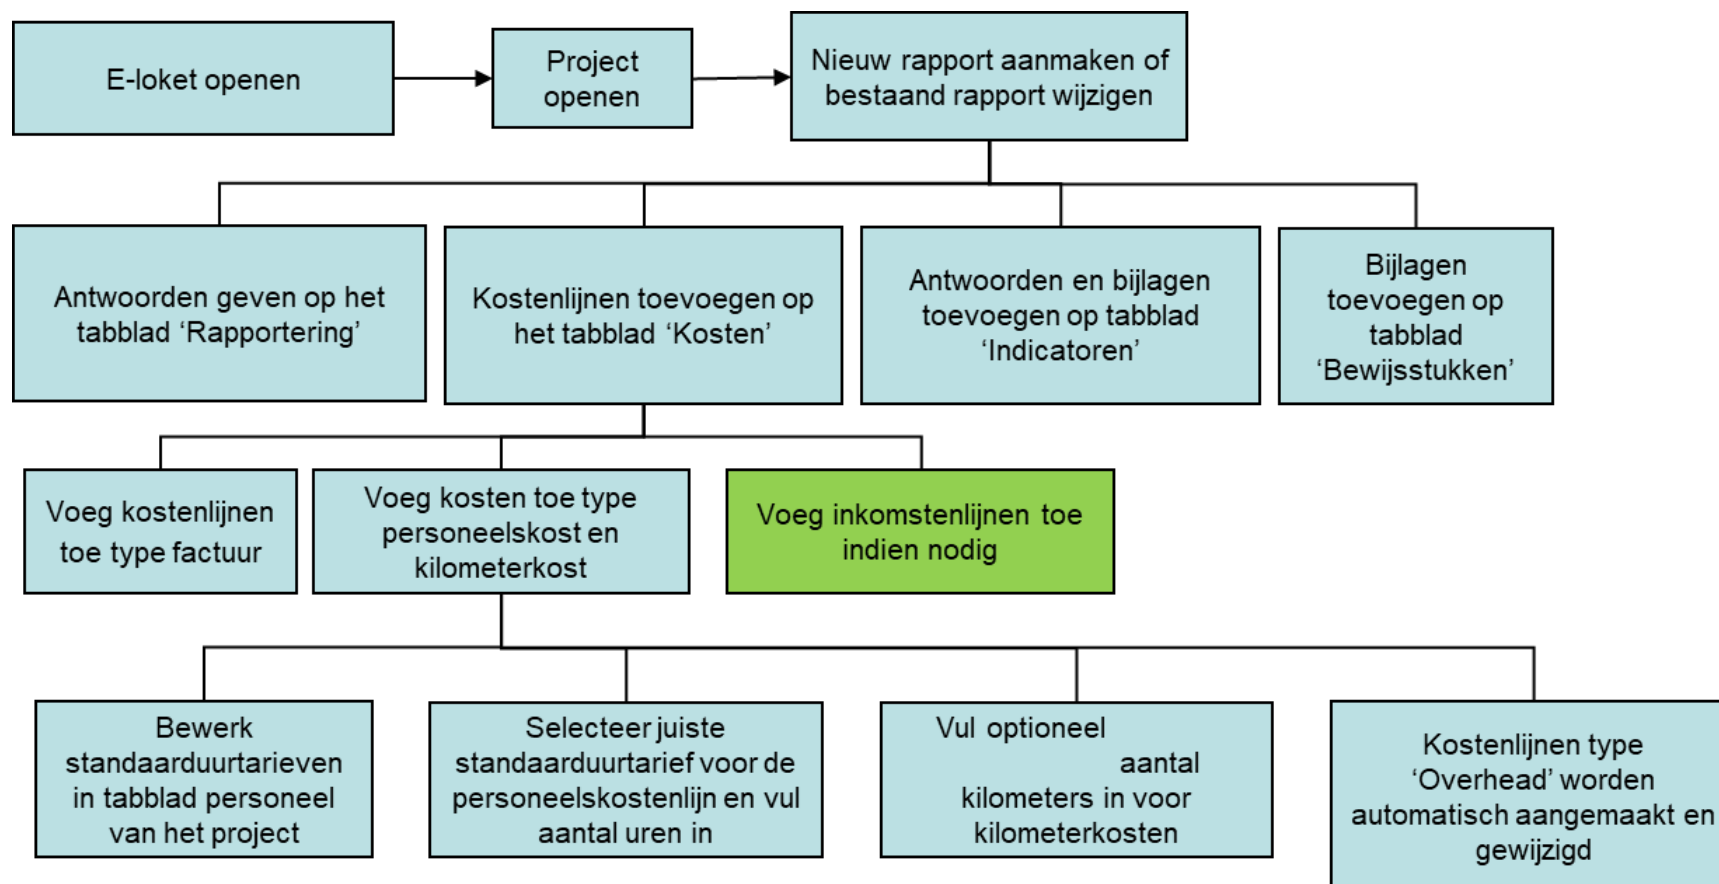 E-loket openen
Project
openen
Nieuw rapport aanmaken of
bestaand rapport wijzigen
Antwoorden geven op het
tabblad ‘Rapportering’
Kostenlijnen toevoegen op
het tabblad ‘Kosten’
Antwoorden en bijlagen
toevoegen op tabblad
‘Indicatoren’
Bijlagen
toevoegen op
tabblad
‘Bewijsstukken’
Voeg kostenlijnen
toe type factuur
Voeg kosten toe type
personeelskost en
kilometerkost
Voeg inkomstenlijnen toe
indien nodig
Bewerk
standaarduurtarieven
in tabblad personeel
van het project
Selecteer juiste
standaarduurtarief voor de
personeelskostenlijn en vul
aantal uren in
Vul optioneel
aantal
kilometers in voor
kilometerkosten
Kostenlijnen type
‘Overhead’ worden
automatisch aangemaakt en
gewijzigd